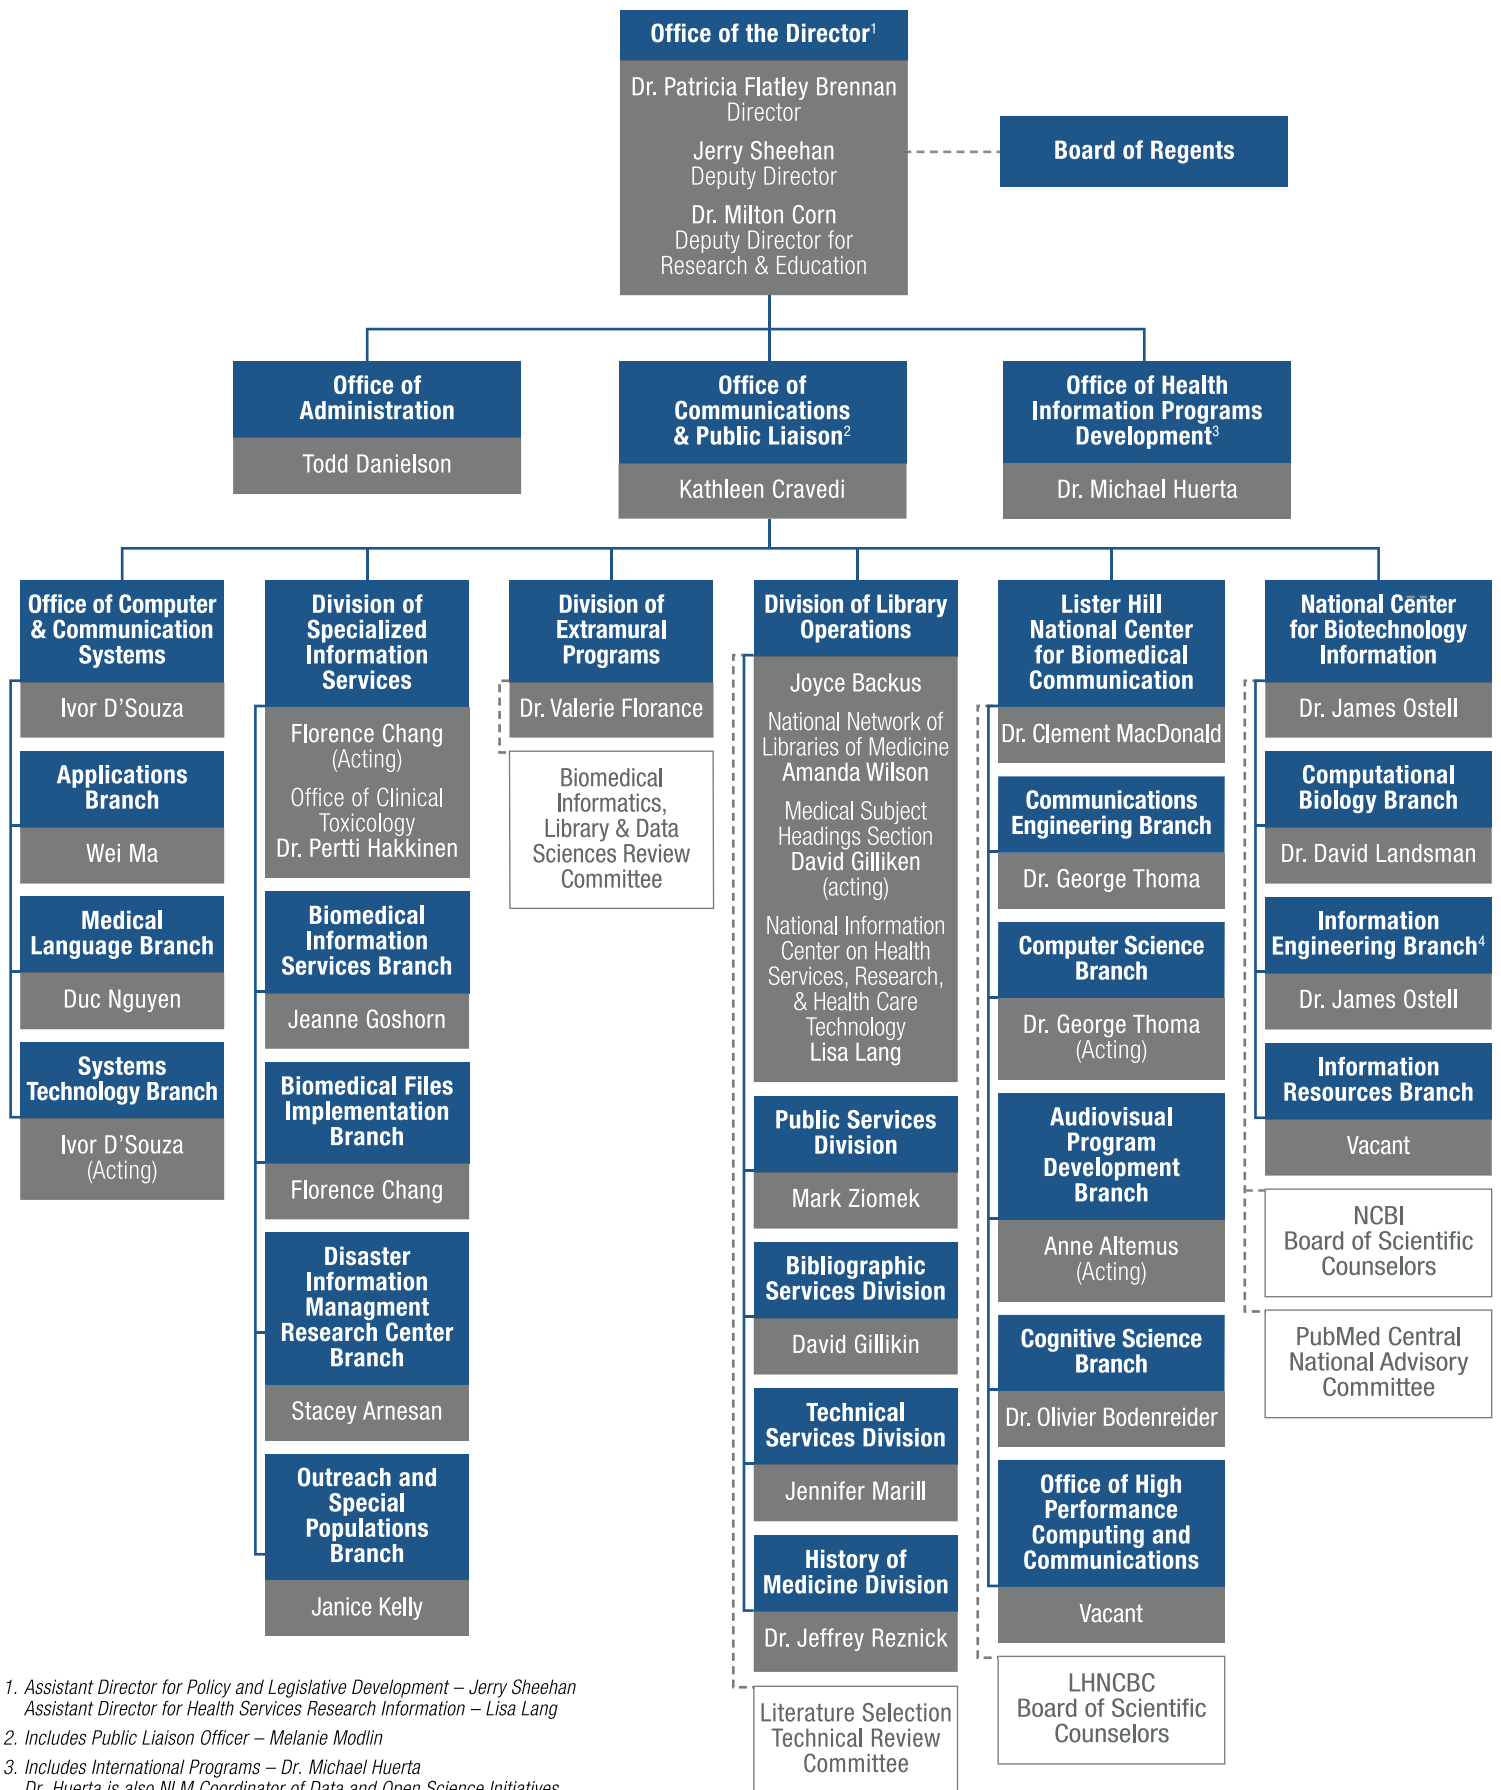 Office of the Director1
Dr. Patricia Flatley Brennan
Director
Jerry Sheehan
Deputy Director
Dr. Milton Corn
Deputy Director for
Research & Education
Board of Regents
Office of
Administration
Todd Danielson
Office of
Communications
& Public Liaison2
Kathleen Cravedi
Office of Health
Information Programs
Development3
Dr. Michael Huerta
Office of Computer
& Communication
Systems
Ivor D’Souza
Applications
Branch
Wei Ma
Medical
Language Branch
Duc Nguyen
Systems
Technology Branch
Ivor D’Souza
(Acting)
Division of
Specialized
Information
Services
Florence Chang
(Acting)
Office of Clinical
Toxicology
Dr. Pertti Hakkinen
Biomedical
Information
Services Branch
Jeanne Goshorn
Biomedical Files
Implementation
Branch
Florence Chang
Disaster
Information
Managment
Research Center
Branch
Stacey Arnesan
Outreach and
Special
Populations
Branch
Janice Kelly
Division of
Extramural
Programs
Dr. Valerie Florance
Biomedical
Informatics,
Library & Data
Sciences Review
Committee
Division of Library
Operations
Joyce Backus
National Network of
Libraries of Medicine
Amanda Wilson
Medical Subject
Headings Section
David Gilliken
(acting)
National Information
Center on Health
Services, Research,
& Health Care
Technology
Lisa Lang
Public Services
Division
Mark Ziomek
Bibliographic
Services Division
David Gillikin
Technical
Services Division
Jennifer Marill
History of
Medicine Division
Dr. Jeffrey Reznick
Literature Selection
Technical Review
Committee
Lister Hill
National Center
for Biomedical
Communication
Dr. Clement MacDonald
Communications
Engineering Branch
Dr. George Thoma
Computer Science
Branch
Dr. George Thoma
(Acting)
Audiovisual
Program
Development
Branch
Anne Altemus
(Acting)
Cognitive Science
Branch
Dr. Olivier Bodenreider
Office of High
Performance
Computing and
Communications
Vacant
LHNCBC
Board of Scientific
Counselors
National Center
for Biotechnology
Information
Dr. James Ostell
Computational
Biology Branch
Dr. David Landsman
Information
Engineering Branch4
Dr. James Ostell
Information
Resources Branch
Vacant
NCBI
Board of Scientific
Counselors
PubMed Central
National Advisory
Committee
1. Assistant Director for Policy and Legislative Development – Jerry Sheehan
Assistant Director for Health Services Research Information – Lisa Lang
2. Includes Public Liaison Officer – Melanie Modlin
3. Includes International Programs – Dr. Michael Huerta
Dr. Huerta is also NLM Coordinator of Data and Open Science Initiatives